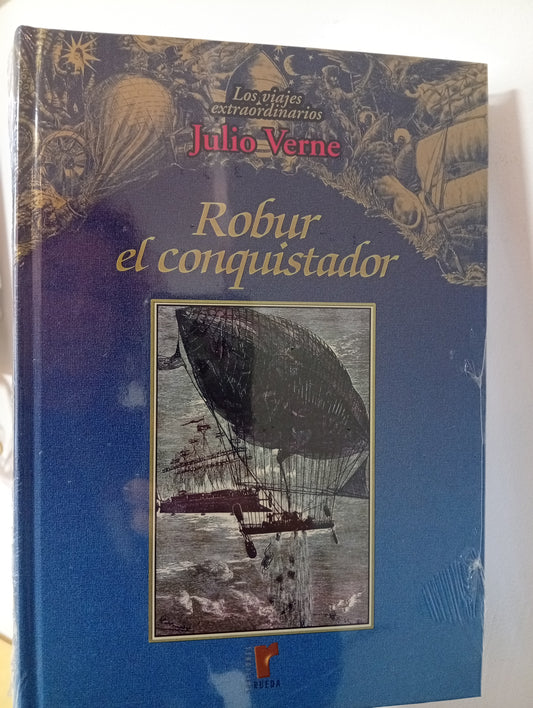 Los viajes
extraordinarios
Julio Verne
Robur
el conquistador
RUEDA